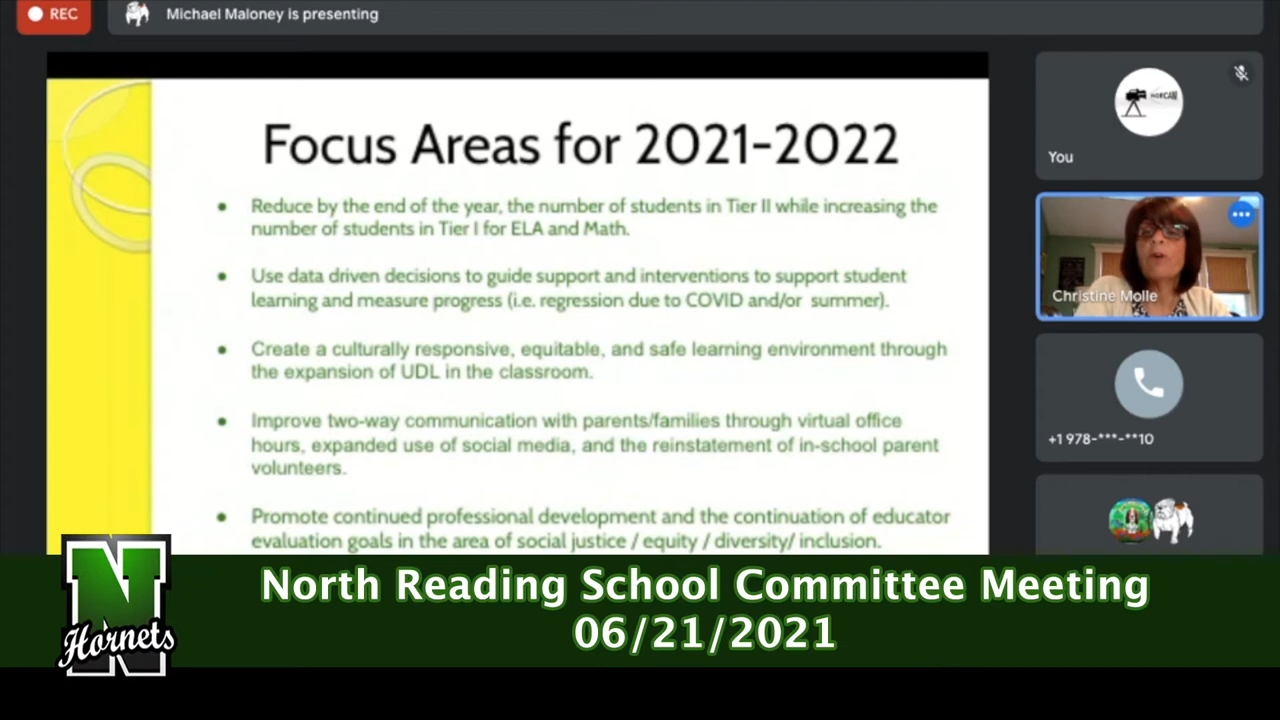 REC
Michael Maloney is presenting
Focus Areas for 2021-2022
• Reduce by the end of the year, the number of students in Tier II while increasing the
number of students in Tier I for ELA and Math.
• Use data driven decisions to guide support and interventions to support student
learning and measure progress (i.e. regression due to COVID and/or summer).
• Create a culturally responsive, equitable, and safe learning environment through
the expansion of UDL in the classroom.
• Improve two-way communication with parents/families through virtual office
hours, expanded use of social media, and the reinstatement of in-school parent
volunteers.
• Promote continued professional development and the continuation of educator
evaluation goals in the area of social justice / equity / diversity/ inclusion.
NORCAM
You
Christine Molle
+1 978-***-**10
N
Hornets
North Reading School Committee Meeting
06/21/2021